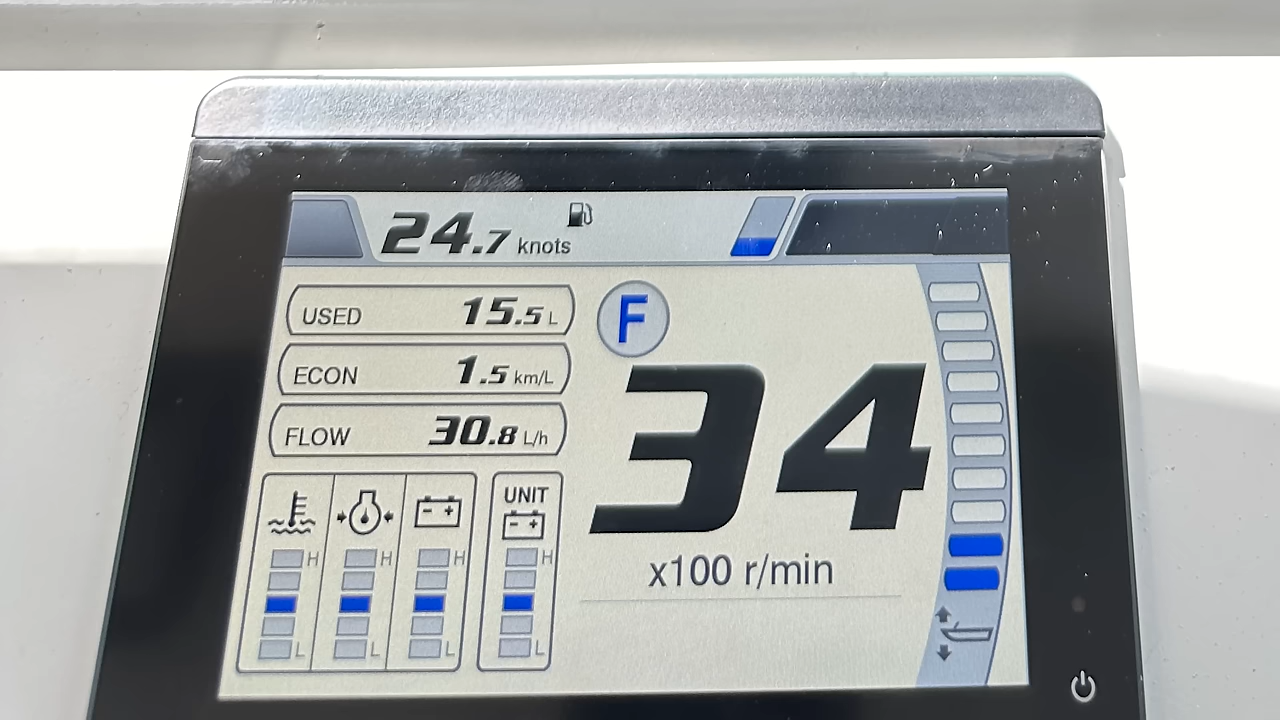 24.7 knots
USED 15.5 L
F
ECON 1.5 km/L
FLOW 30.8 L/h
34
x100 r/min
UNIT
H H H H
L L L L